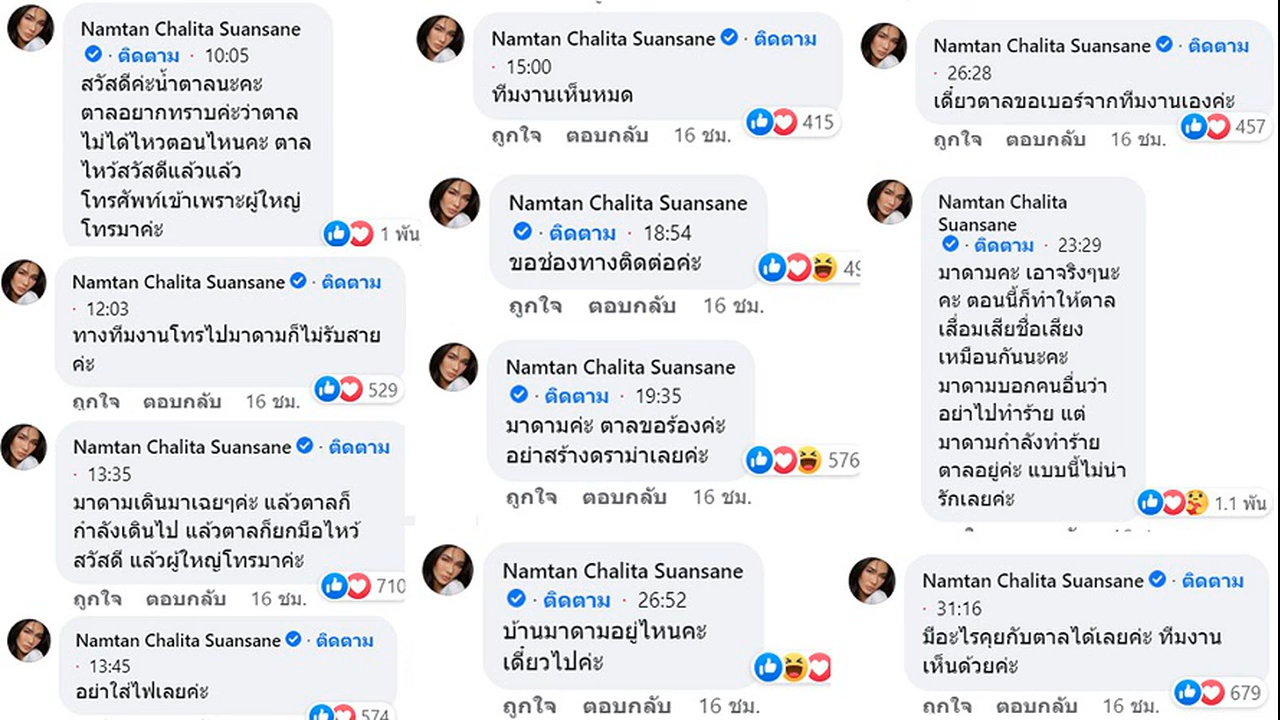 Namtan Chalita Suansane
· ติดตาม · 10:05
สวัสดีค่ะน้ำตาลนะคะ
ตาลอยากทราบค่ะว่าตาล
ไม่ได้ไหวตอนไหนคะ ตาล
ไหว้สวัสดีแล้วแล้ว
โทรศัพท์เข้าเพราะผู้ใหญ่
โทรมาค่ะ
1 พัน
Namtan Chalita Suansane · ติดตาม
· 12:03
ทางทีมงานโทรไปมาดามก็ไม่รับสาย
ค่ะ
529
ถูกใจ ตอบกลับ 16 ชม.
Namtan Chalita Suansane · ติดตาม
· 13:35
มาดามเดินมาเฉยๆค่ะ แล้วตาลก็
กำลังเดินไป แล้วตาลก็ยกมือไหว้
สวัสดี แล้วผู้ใหญ่โทรมาค่ะ
710
ถูกใจ ตอบกลับ 16 ชม.
Namtan Chalita Suansane · ติดตาม
· 13:45
อย่าใส่ไฟเลยค่ะ
574
Namtan Chalita Suansane · ติดตาม
· 15:00
ทีมงานเห็นหมด
415
ถูกใจ ตอบกลับ 16 ชม.
Namtan Chalita Suansane
· ติดตาม · 18:54
ขอช่องทางติดต่อค่ะ
ถูกใจ ตอบกลับ 16 ชม.
Namtan Chalita Suansane
· ติดตาม · 19:35
มาดามค่ะ ตาลขอร้องค่ะ
อย่าสร้างดราม่าเลยค่ะ
576
ถูกใจ ตอบกลับ 16 ชม.
Namtan Chalita Suansane
· ติดตาม · 26:52
บ้านมาดามอยู่ไหนคะ
เดี๋ยวไปค่ะ
ถูกใจ ตอบกลับ 16 ชม.
Namtan Chalita Suansane · ติดตาม
· 26:28
เดี๋ยวตาลขอเบอร์จากทีมงานเองค่ะ
457
ถูกใจ ตอบกลับ 16 ชม.
Namtan Chalita
Suansane
· ติดตาม · 23:29
มาดามคะ เอาจริงๆนะ
คะ ตอนนี้ก็ทำให้ตาล
เสื่อมเสียชื่อเสียง
เหมือนกันนะคะ
มาดามบอกคนอื่นว่า
อย่าไปทำร้าย แต่
มาดามกำลังทำร้าย
ตาลอยู่ค่ะ แบบนี้ไม่น่า
รักเลยค่ะ
1.1 พัน
Namtan Chalita Suansane · ติดตาม
· 31:16
มีอะไรคุยกับตาลได้เลยค่ะ ทีมงาน
เห็นด้วยค่ะ
679
ถูกใจ ตอบกลับ 16 ชม.